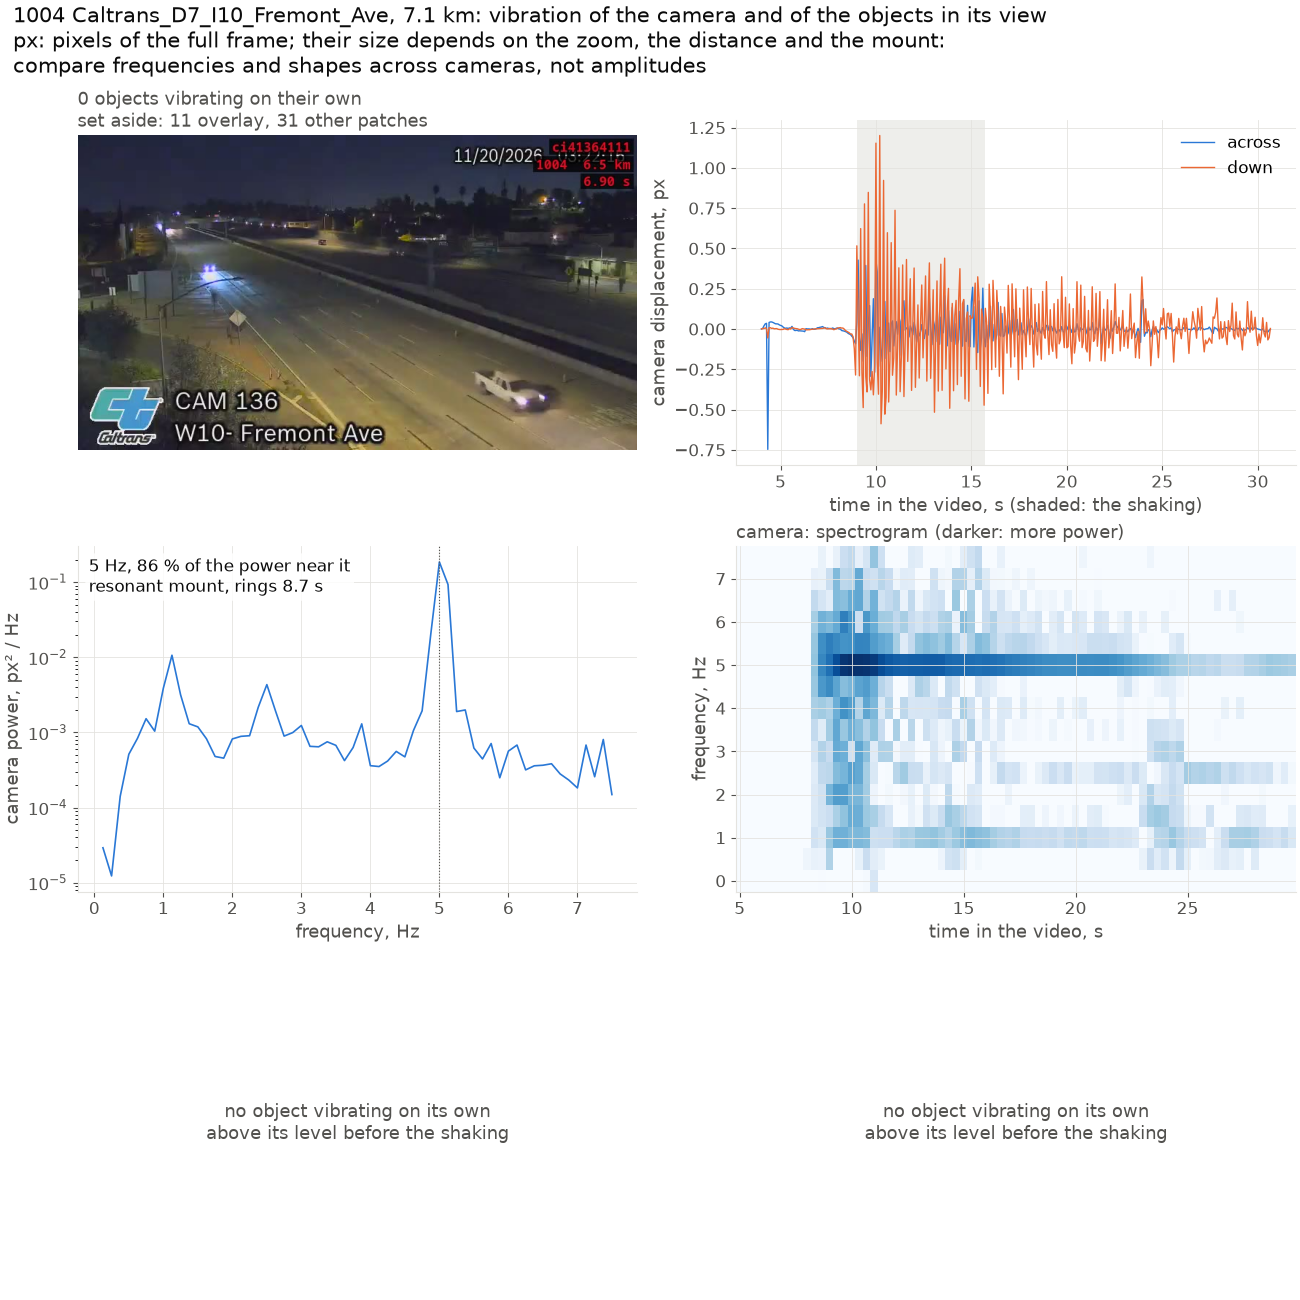 1004 Caltrans_D7_I10_Fremont_Ave, 7.1 km: vibration of the camera and of the objects in its view
px: pixels of the full frame; their size depends on the zoom, the distance and the mount:
compare frequencies and shapes across cameras, not amplitudes
0 objects vibrating on their own
set aside: 11 overlay, 31 other patches
11/20/2026
ci41364111
1004 6.5 km
6.90 s
CAM 136
W10- Fremont Ave
Caltrans
across
down
camera displacement, px
1.25
1.00
0.75
0.50
0.25
0.00
−0.25
−0.50
−0.75
5 10 15 20 25 30
time in the video, s (shaded: the shaking)
5 Hz, 86 % of the power near it
resonant mount, rings 8.7 s
camera power, px² / Hz
10⁻¹
10⁻²
10⁻³
10⁻⁴
10⁻⁵
0 1 2 3 4 5 6 7
frequency, Hz
camera: spectrogram (darker: more power)
frequency, Hz
7
6
5
4
3
2
1
0
5 10 15 20 25
time in the video, s
no object vibrating on its own
above its level before the shaking
no object vibrating on its own
above its level before the shaking